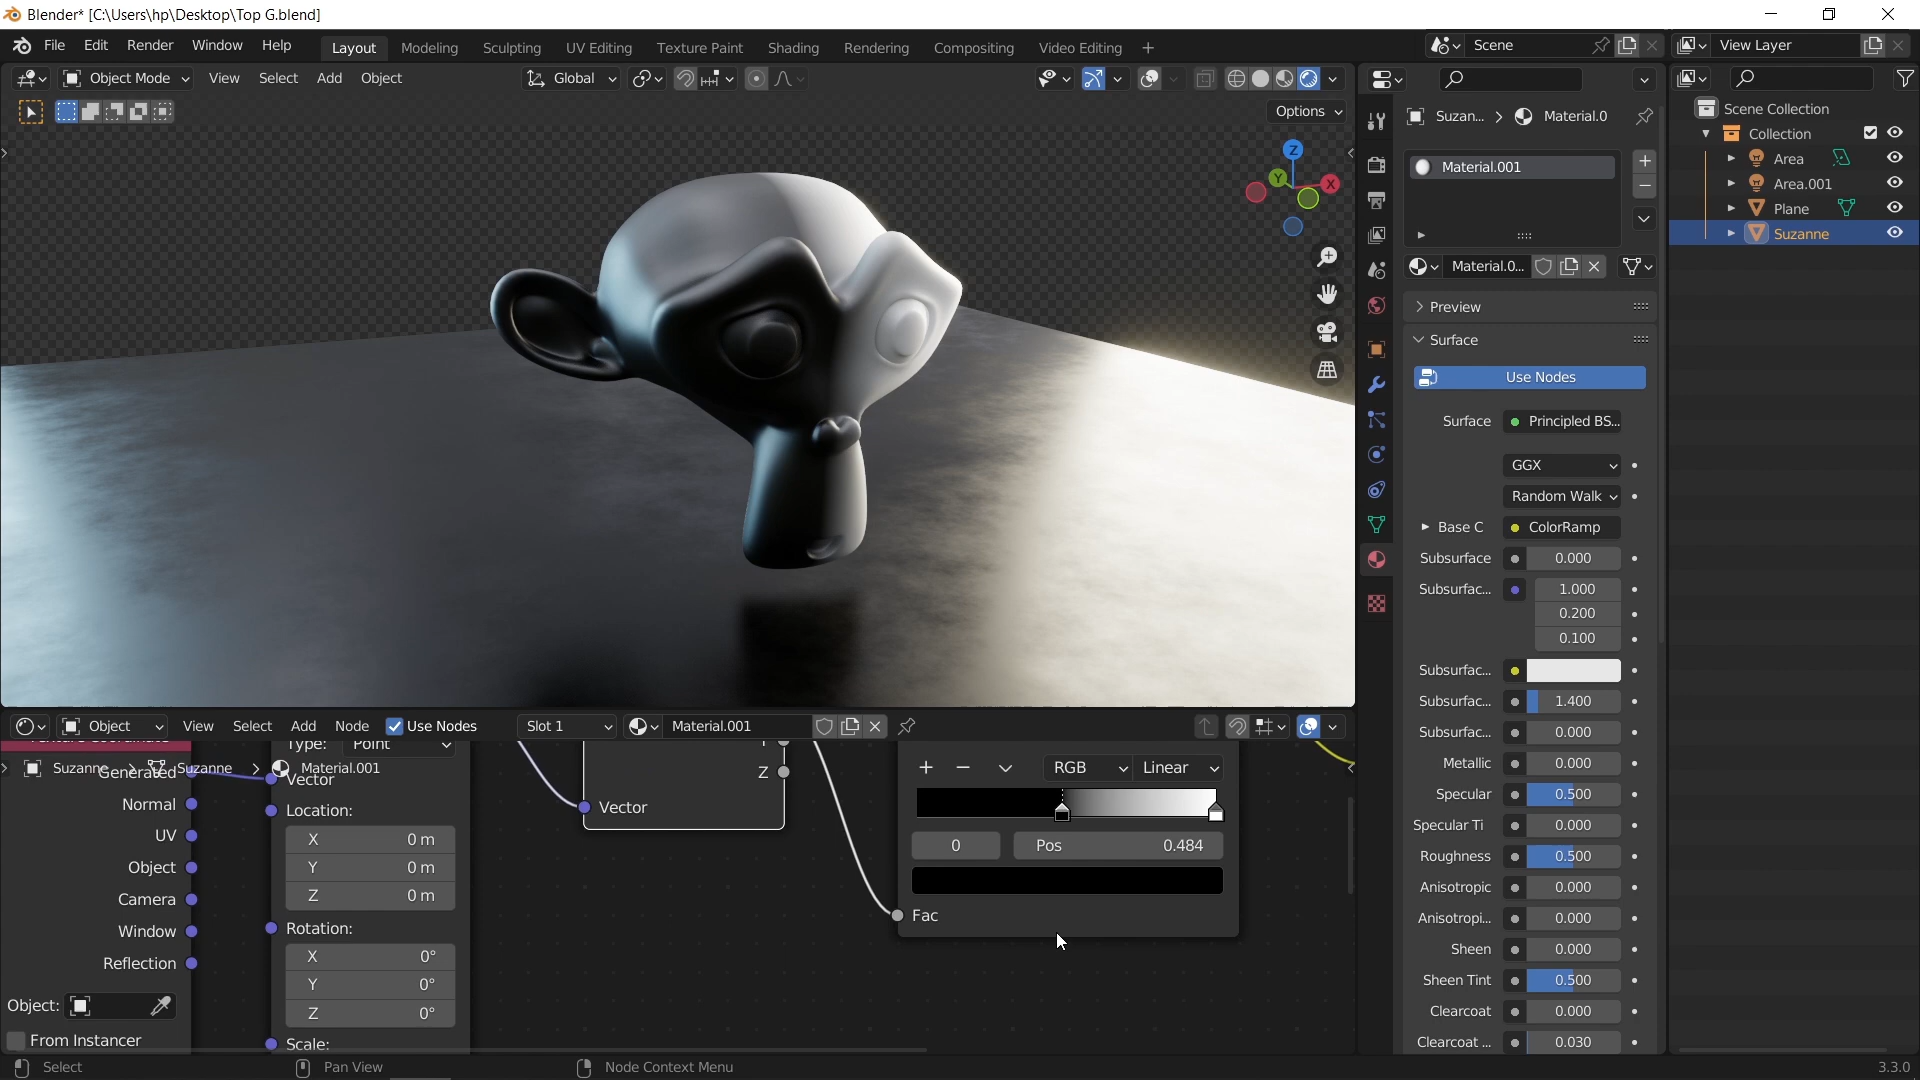 Blender* [C:\Users\hp\Desktop\Top G.blend]
File Edit Render Window Help Layout Modeling Sculpting UV Editing Texture Paint Shading Rendering Compositing Video Editing + Scene View Layer
Object Mode View Select Add Object Global
Options
Z
Y
X
Suzan... > Material.0
Material.001
Material.0...
Preview
Surface
Use Nodes
Surface Principled BS...
GGX
Random Walk
Base C ColorRamp
Subsurface 0.000
Subsurfac... 1.000
0.200
0.100
Subsurfac...
Subsurfac... 1.400
Subsurfac... 0.000
Metallic 0.000
Specular 0.500
Specular Ti 0.000
Roughness 0.500
Anisotropic 0.000
Anisotropi... 0.000
Sheen 0.000
Sheen Tint 0.500
Clearcoat 0.000
Clearcoat ... 0.030
Scene Collection
Collection
Area
Area.001
Plane
Suzanne
Object View Select Add Node Use Nodes Slot 1 Material.001
Type: Point
Suzanne > Suzanne > Material.001
Generated
Normal
UV
Object
Camera
Window
Reflection
Object:
From Instancer
Vector
Location:
X 0 m
Y 0 m
Z 0 m
Rotation:
X 0°
Y 0°
Z 0°
Scale:
Z
Vector
+ − RGB Linear
0 Pos 0.484
Fac
Select Pan View Node Context Menu 3.3.0